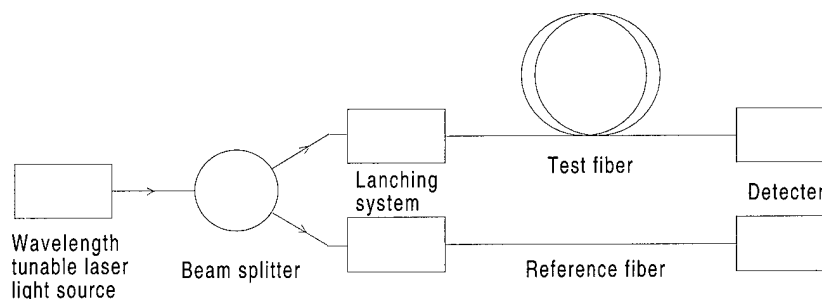 Test fiber
Lanching
system
Detecter
Wavelength
tunable laser
light source
Beam splitter
Reference fiber